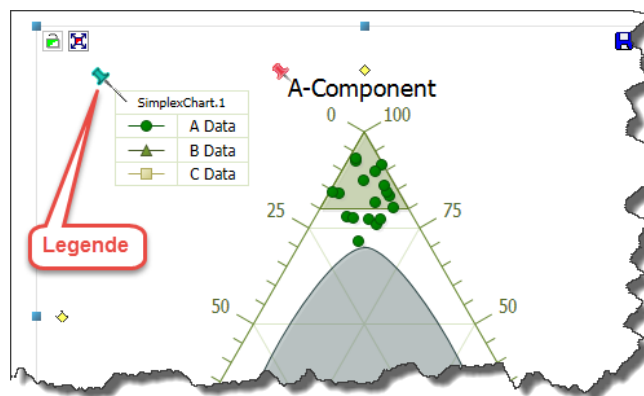 A-Component
SimplexChart.1
A Data
B Data
C Data
Legende
0 100
25 75
50 50